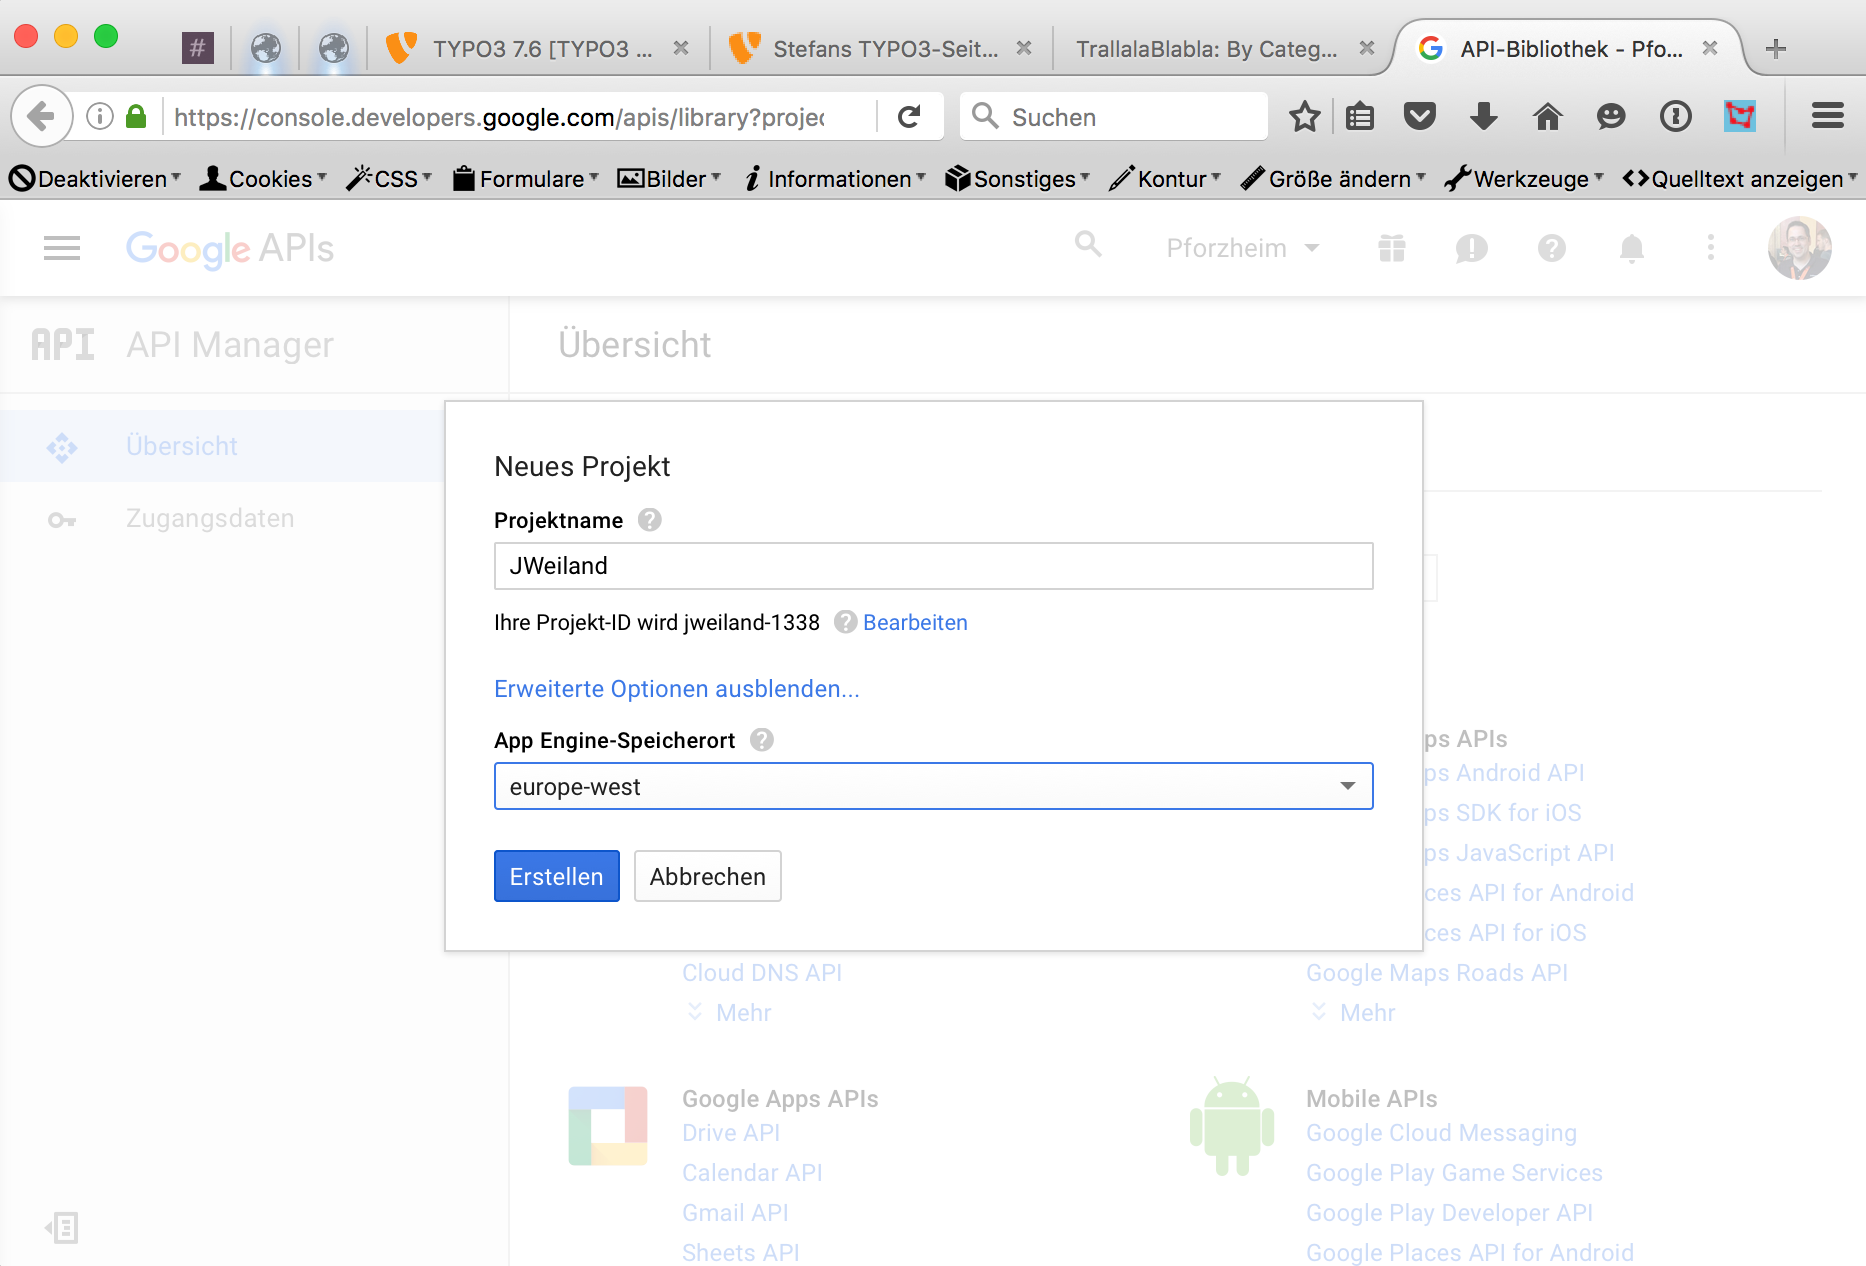 #
TYPO3 7.6 [TYPO3 ...
Stefans TYPO3-Seit...
TrallalaBlabla: By Categ...
API-Bibliothek - Pfo...
https://console.developers.google.com/apis/library?projec
Suchen
Deaktivieren
Cookies
CSS
Formulare
Bilder
Informationen
Sonstiges
Kontur
Größe ändern
Werkzeuge
Quelltext anzeigen
Google APIs
Pforzheim
API
API Manager
Übersicht
Übersicht
Zugangsdaten
Neues Projekt
Projektname
JWeiland
Ihre Projekt-ID wird jweiland-1338 Bearbeiten
Erweiterte Optionen ausblenden...
App Engine-Speicherort
europe-west
Erstellen
Abbrechen
ps APIs
ps Android API
ps SDK for iOS
ps JavaScript API
ces API for Android
ces API for iOS
Cloud DNS API
Mehr
Google Maps Roads API
Mehr
Google Apps APIs
Drive API
Calendar API
Gmail API
Sheets API
Mobile APIs
Google Cloud Messaging
Google Play Game Services
Google Play Developer API
Google Places API for Android